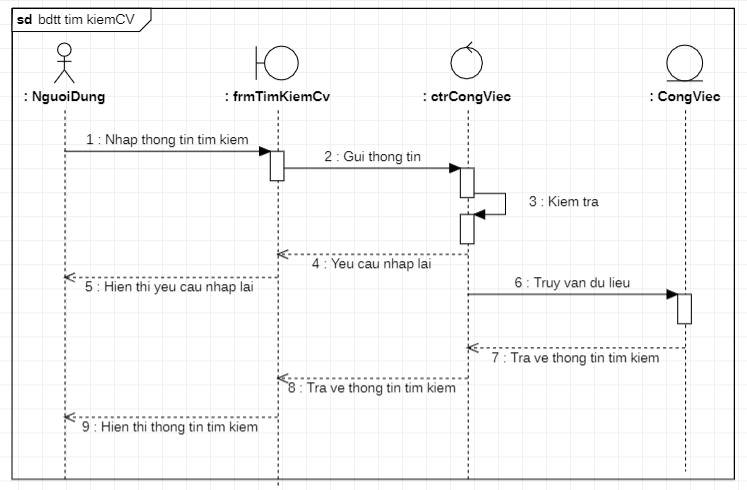 sd bdtt tim kiemCV
: NguoiDung
: frmTimKiemCv
: ctrCongViec
: CongViec
1 : Nhap thong tin tim kiem
2 : Gui thong tin
3 : Kiem tra
4 : Yeu cau nhap lai
5 : Hien thi yeu cau nhap lai
6 : Truy van du lieu
7 : Tra ve thong tin tim kiem
8 : Tra ve thong tin tim kiem
9 : Hien thi thong tin tim kiem